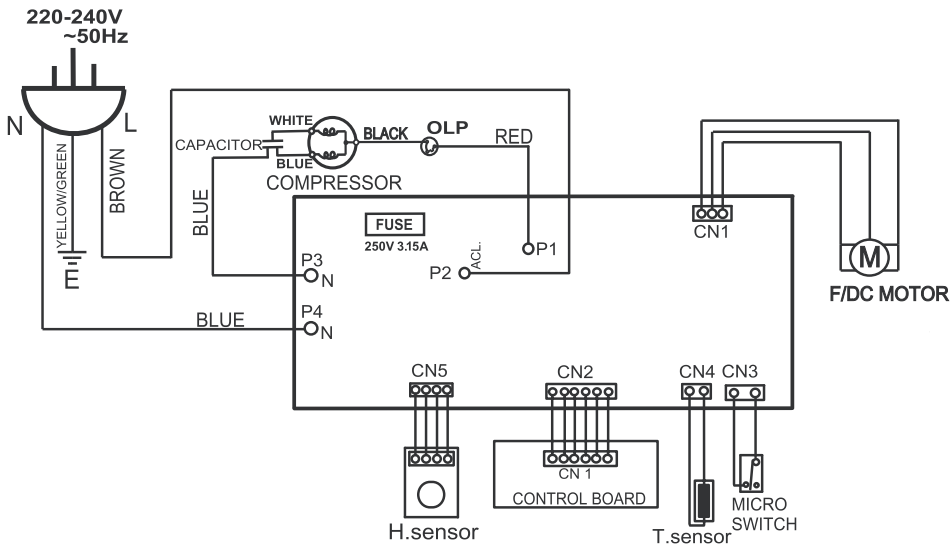 220-240V
~50Hz
N
L
YELLOW/GREEN
BROWN
E
WHITE
CAPACITOR
BLUE
COMPRESSOR
BLACK
OLP
RED
BLUE
FUSE
250V 3.15A
P3
N
P4
N
BLUE
P2
ACL.
P1
CN1
M
F/DC MOTOR
CN5
CN2
CN4
CN3
H.sensor
CN 1
CONTROL BOARD
T.sensor
MICRO
SWITCH